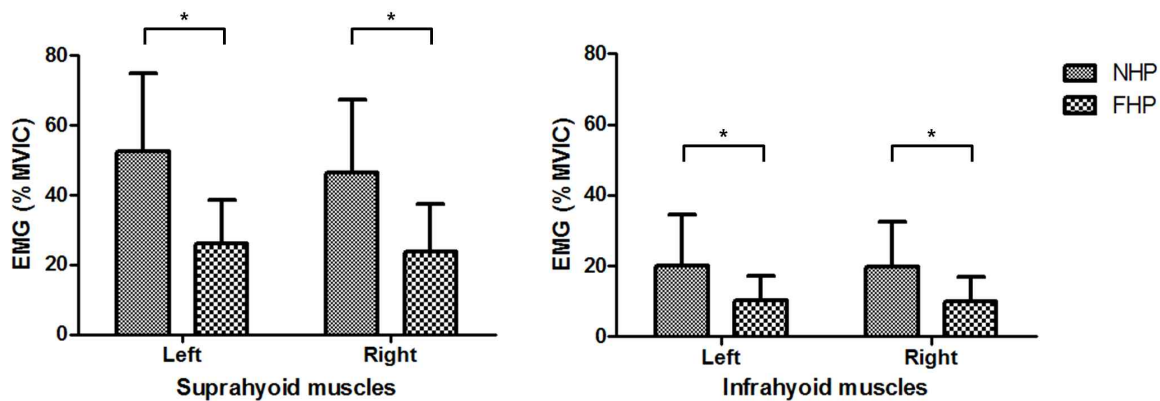 * *
80
60
40
20
0
EMG (% MVIC)
Left Right
Suprahyoid muscles
80
60
40
20
0
EMG (% MVIC)
* *
Left Right
Infrahyoid muscles
NHP
FHP